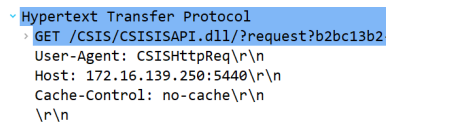 Hypertext Transfer Protocol
GET /CSIS/CSISISAPI.dll/?request?b2bc13b2-
User-Agent: CSISHttpReq\r\n
Host: 172.16.139.250:5440\r\n
Cache-Control: no-cache\r\n
\r\n